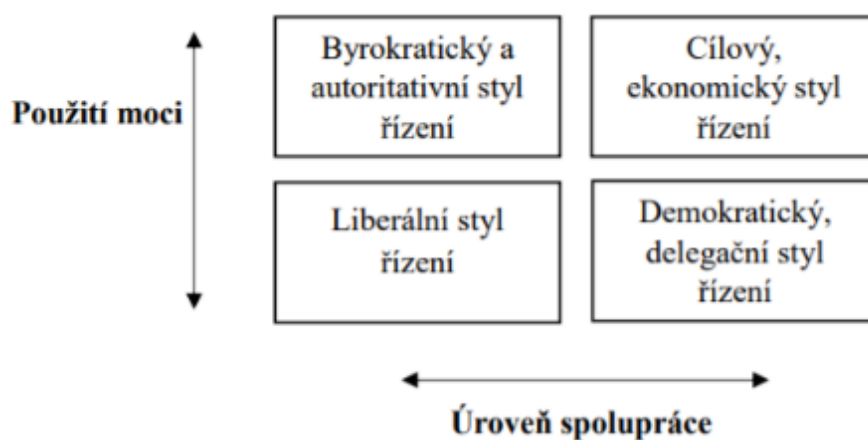 Byrokratický a
autoritativní styl
řízení
Cílový,
ekonomický styl
řízení
Použití moci
Liberální styl
řízení
Demokratický,
delegační styl
řízení
Úroveň spolupráce